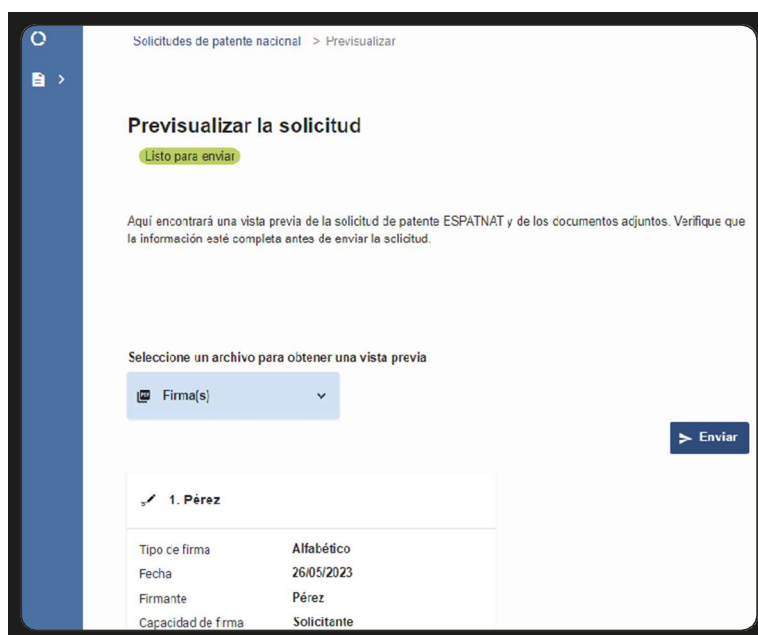 Solicitudes de patente nacional > Previsualizar
Previsualizar la solicitud
Listo para enviar
Aquí encontrará una vista previa de la solicitud de patente ESPATNAT y de los documentos adjuntos. Verifique que
la información esté completa antes de enviar la solicitud.
Seleccione un archivo para obtener una vista previa
PDF Firma(s)
Enviar
1. Pérez
Tipo de firma Alfabético
Fecha 26/05/2023
Firmante Pérez
Capacidad de firma Solicitante